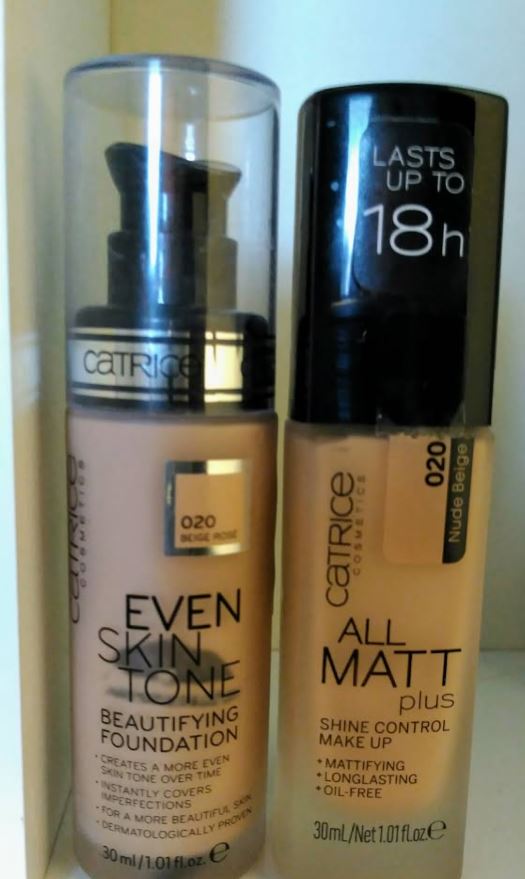 CATRICE
CATRICE
COSMETICS
020
BEIGE ROSE
EVEN
SKIN
TONE
BEAUTIFYING
FOUNDATION
• CREATES A MORE EVEN
SKIN TONE OVER TIME
• INSTANTLY COVERS
IMPERFECTIONS
• FOR A MORE BEAUTIFUL SKIN
• DERMATOLOGICALLY PROVEN
30 ml/1.01 fl.oz. e
LASTS
UP TO
18h
020
Nude Beige
CATRICE
COSMETICS
ALL
MATT
plus
SHINE CONTROL
MAKE UP
+ MATTIFYING
+ LONGLASTING
+ OIL-FREE
30mL/Net 1.01 fl.oz.e